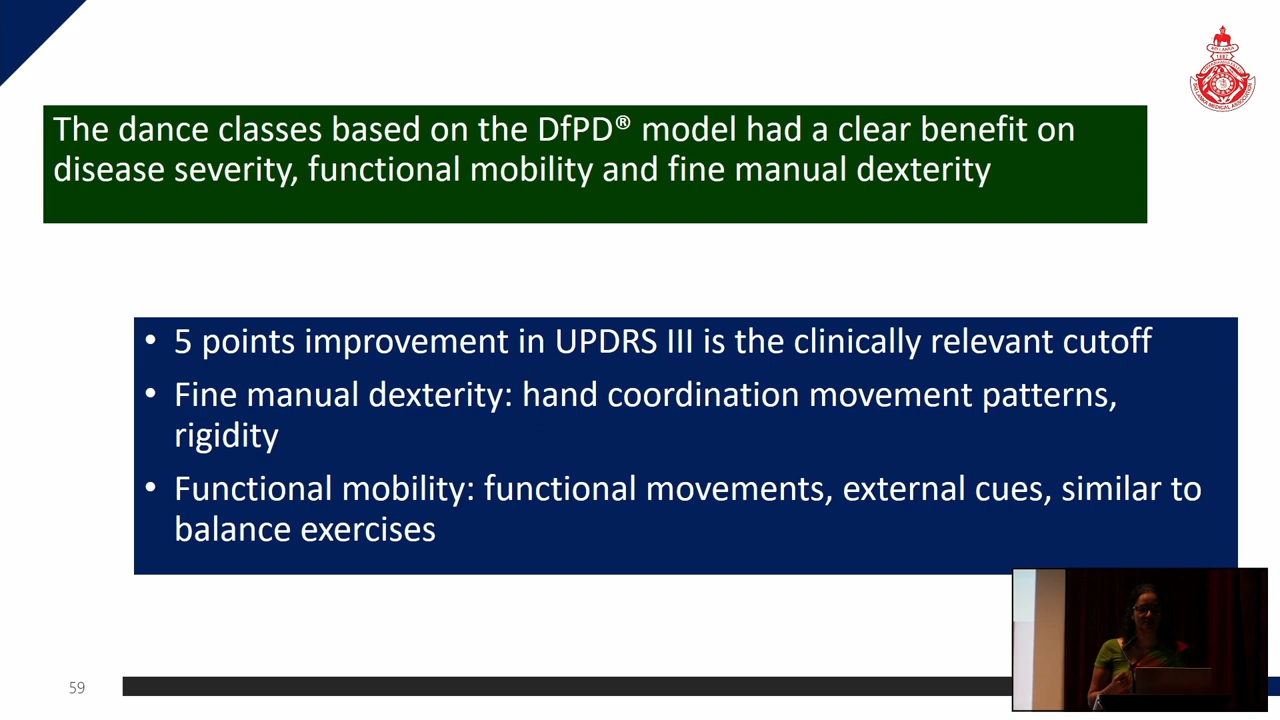 The dance classes based on the DfPD® model had a clear benefit on
disease severity, functional mobility and fine manual dexterity
• 5 points improvement in UPDRS III is the clinically relevant cutoff
• Fine manual dexterity: hand coordination movement patterns,
rigidity
• Functional mobility: functional movements, external cues, similar to
balance exercises
59